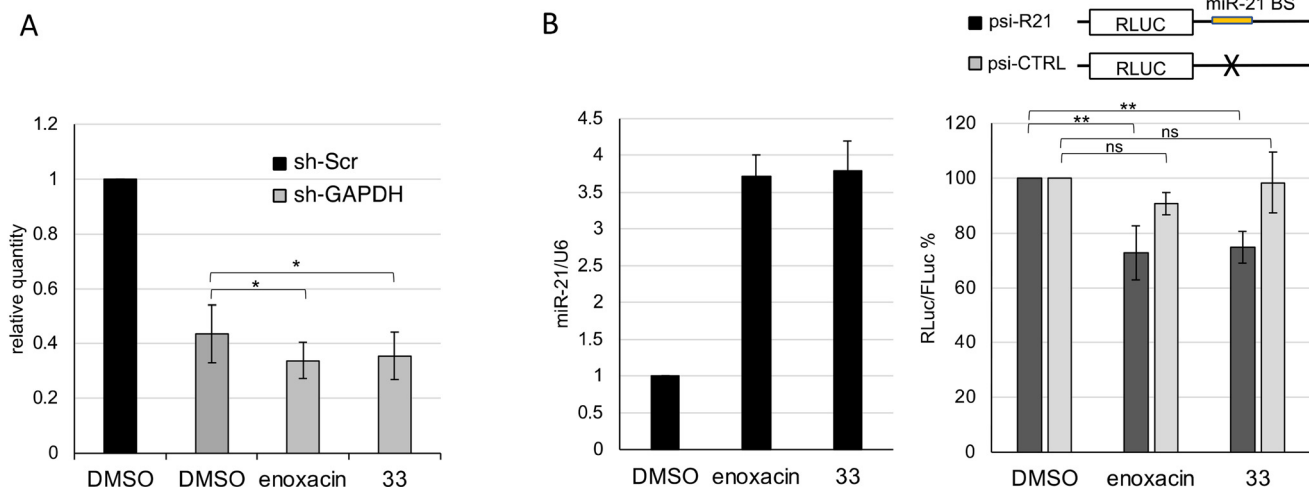 A
1.2
1
0.8
0.6
0.4
0.2
0
relative quantity
sh-Scr
sh-GAPDH
*
*
DMSO DMSO enoxacin 33
B
4.5
4
3.5
3
2.5
2
1.5
1
0.5
0
miR-21/U6
DMSO enoxacin 33
miR-21 BS
psi-R21 RLUC
psi-CTRL RLUC X
120
100
80
60
40
20
0
RLuc/FLuc %
**
**
ns
ns
DMSO enoxacin 33